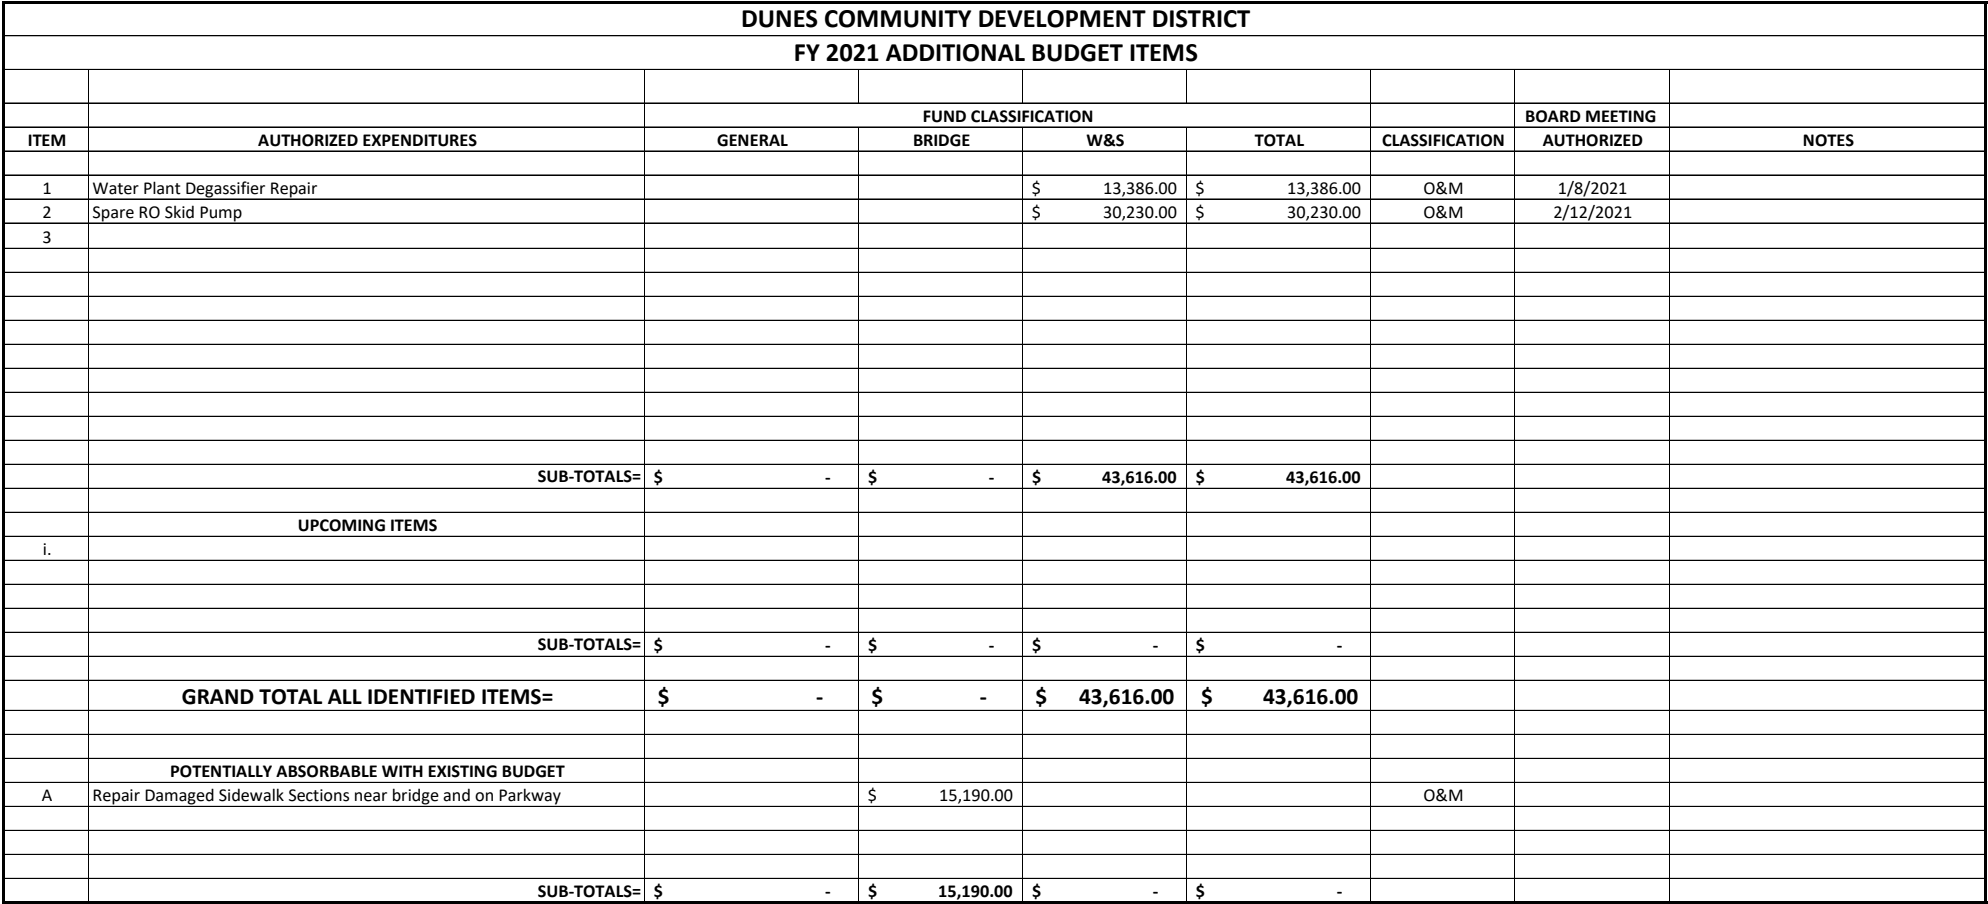 DUNES COMMUNITY DEVELOPMENT DISTRICT
FY 2021 ADDITIONAL BUDGET ITEMS
FUND CLASSIFICATION BOARD MEETING
ITEM AUTHORIZED EXPENDITURES GENERAL BRIDGE W&S TOTAL CLASSIFICATION AUTHORIZED NOTES
1 Water Plant Degassifier Repair $ 13,386.00 $ 13,386.00 O&M 1/8/2021
2 Spare RO Skid Pump $ 30,230.00 $ 30,230.00 O&M 2/12/2021
3
SUB-TOTALS= $ - $ - $ 43,616.00 $ 43,616.00
UPCOMING ITEMS
i.
SUB-TOTALS= $ - $ - $ - $ -
GRAND TOTAL ALL IDENTIFIED ITEMS= $ - $ - $ 43,616.00 $ 43,616.00
POTENTIALLY ABSORBABLE WITH EXISTING BUDGET
A Repair Damaged Sidewalk Sections near bridge and on Parkway $ 15,190.00 O&M
SUB-TOTALS= $ - $ 15,190.00 $ - $ -